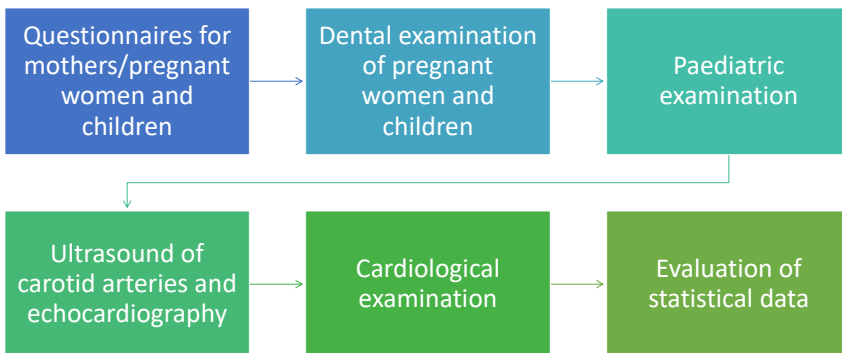 Questionnaires for
mothers/pregnant
women and
children
Dental examination
of pregnant
women and
children
Paediatric
examination
Ultrasound of
carotid arteries and
echocardiography
Cardiological
examination
Evaluation of
statistical data